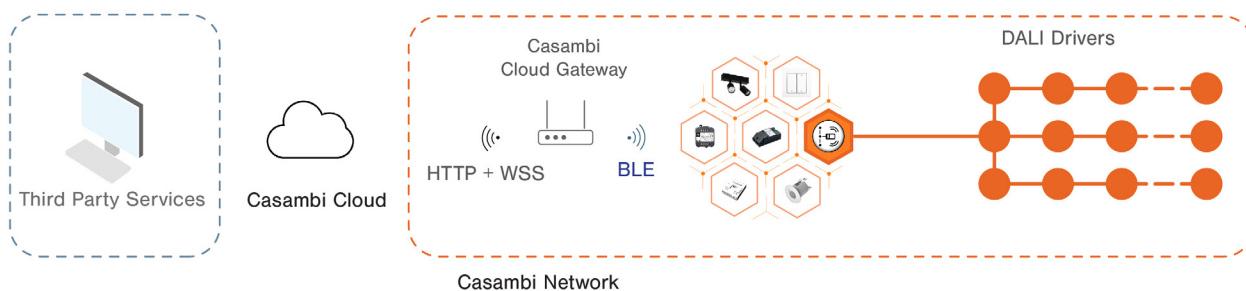 DALI Drivers
Casambi
Cloud Gateway
HTTP + WSS
BLE
Third Party Services
Casambi Cloud
Casambi Network